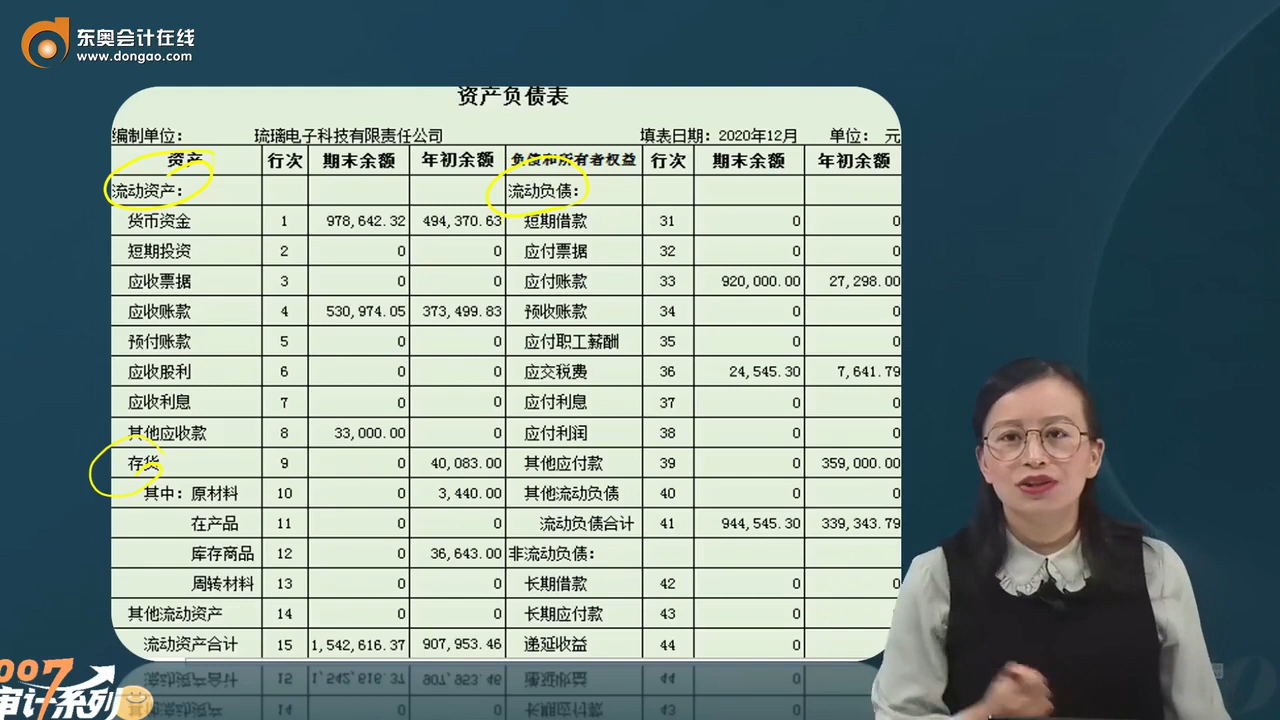 东奥会计在线
www.dongao.com
资产负债表
编制单位： 琉璃电子科技有限责任公司 填表日期：2020年12月 单位： 元
资产 行次 期末余额 年初余额 负债和所有者权益 行次 期末余额 年初余额
流动资产： 流动负债：
货币资金 1 978,642.32 494,370.63 短期借款 31 0 0
短期投资 2 0 0 应付票据 32 0 0
应收票据 3 0 0 应付账款 33 920,000.00 27,298.00
应收账款 4 530,974.05 373,499.83 预收账款 34 0 0
预付账款 5 0 0 应付职工薪酬 35 0 0
应收股利 6 0 0 应交税费 36 24,545.30 7,641.79
应收利息 7 0 0 应付利息 37 0 0
其他应收款 8 33,000.00 0 应付利润 38 0 0
存货 9 0 40,083.00 其他应付款 39 0 359,000.00
其中：原材料 10 0 3,440.00 其他流动负债 40 0 0
在产品 11 0 0 流动负债合计 41 944,545.30 339,343.79
库存商品 12 0 36,643.00 非流动负债：
周转材料 13 0 0 长期借款 42 0 0
其他流动资产 14 0 0 长期应付款 43 0 0
流动资产合计 15 1,542,616.37 907,953.46 递延收益 44 0
007
审计系列